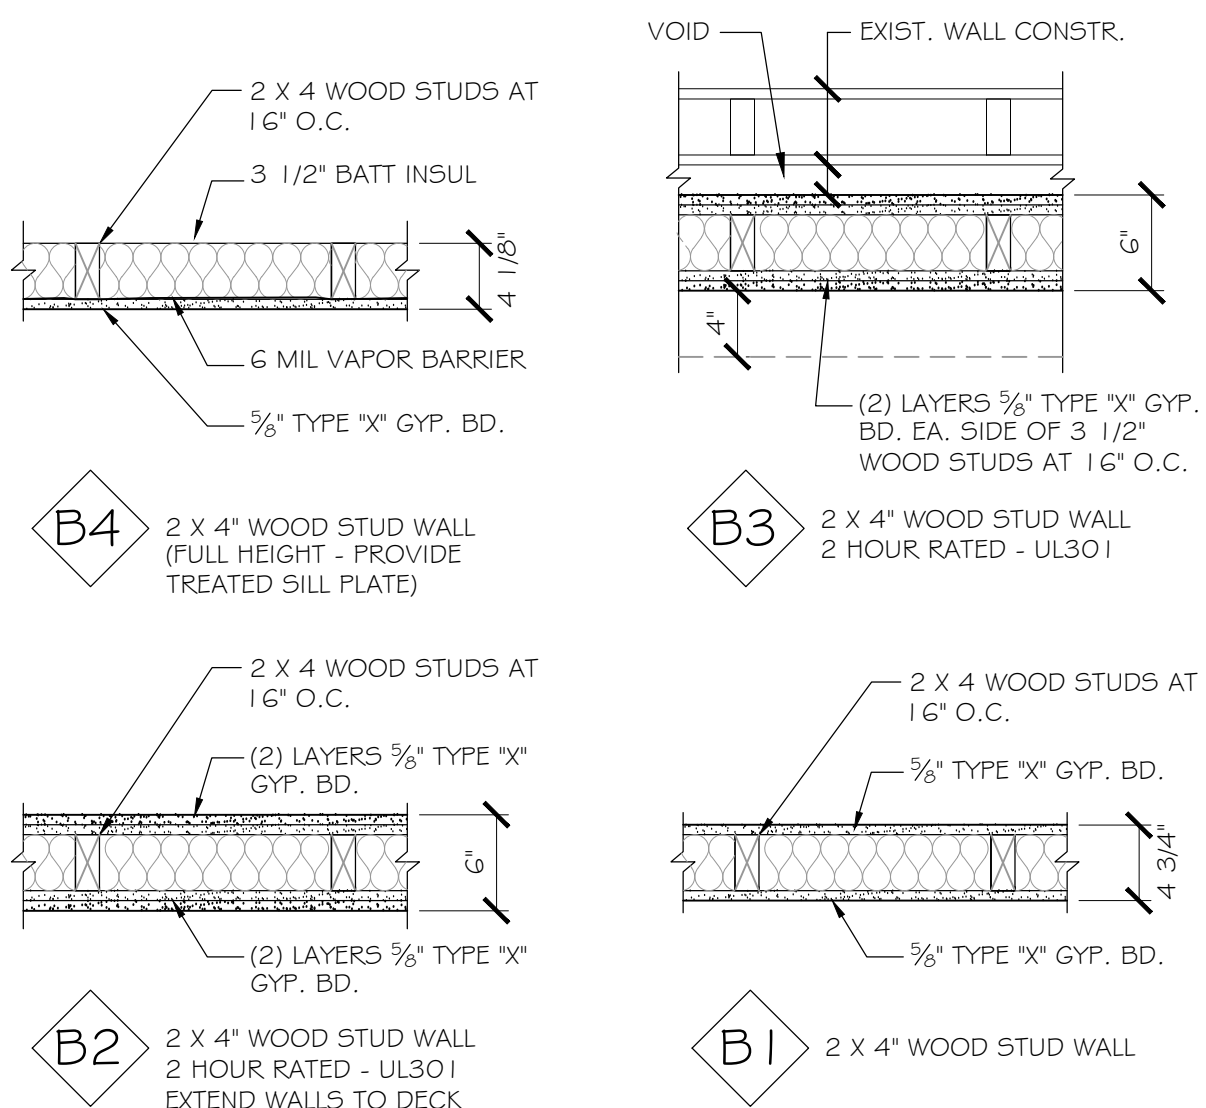 2 X 4 WOOD STUDS AT
16" O.C.
3 1/2" BATT INSUL
4 1/8"
6 MIL VAPOR BARRIER
5/8" TYPE "X" GYP. BD.
B4
2 X 4" WOOD STUD WALL
(FULL HEIGHT - PROVIDE
TREATED SILL PLATE)
VOID
EXIST. WALL CONSTR.
6"
4"
(2) LAYERS 5/8" TYPE "X" GYP.
BD. EA. SIDE OF 3 1/2"
WOOD STUDS AT 16" O.C.
B3
2 X 4" WOOD STUD WALL
2 HOUR RATED - UL301
2 X 4 WOOD STUDS AT
16" O.C.
(2) LAYERS 5/8" TYPE "X"
GYP. BD.
6"
(2) LAYERS 5/8" TYPE "X"
GYP. BD.
B2
2 X 4" WOOD STUD WALL
2 HOUR RATED - UL301
EXTEND WALLS TO DECK
2 X 4 WOOD STUDS AT
16" O.C.
5/8" TYPE "X" GYP. BD.
4 3/4"
5/8" TYPE "X" GYP. BD.
B1
2 X 4" WOOD STUD WALL